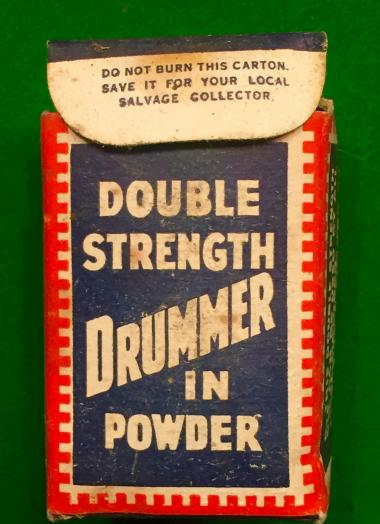 DO NOT BURN THIS CARTON.
SAVE IT FOR YOUR LOCAL
SALVAGE COLLECTOR.
DOUBLE
STRENGTH
DRUMMER
IN
POWDER